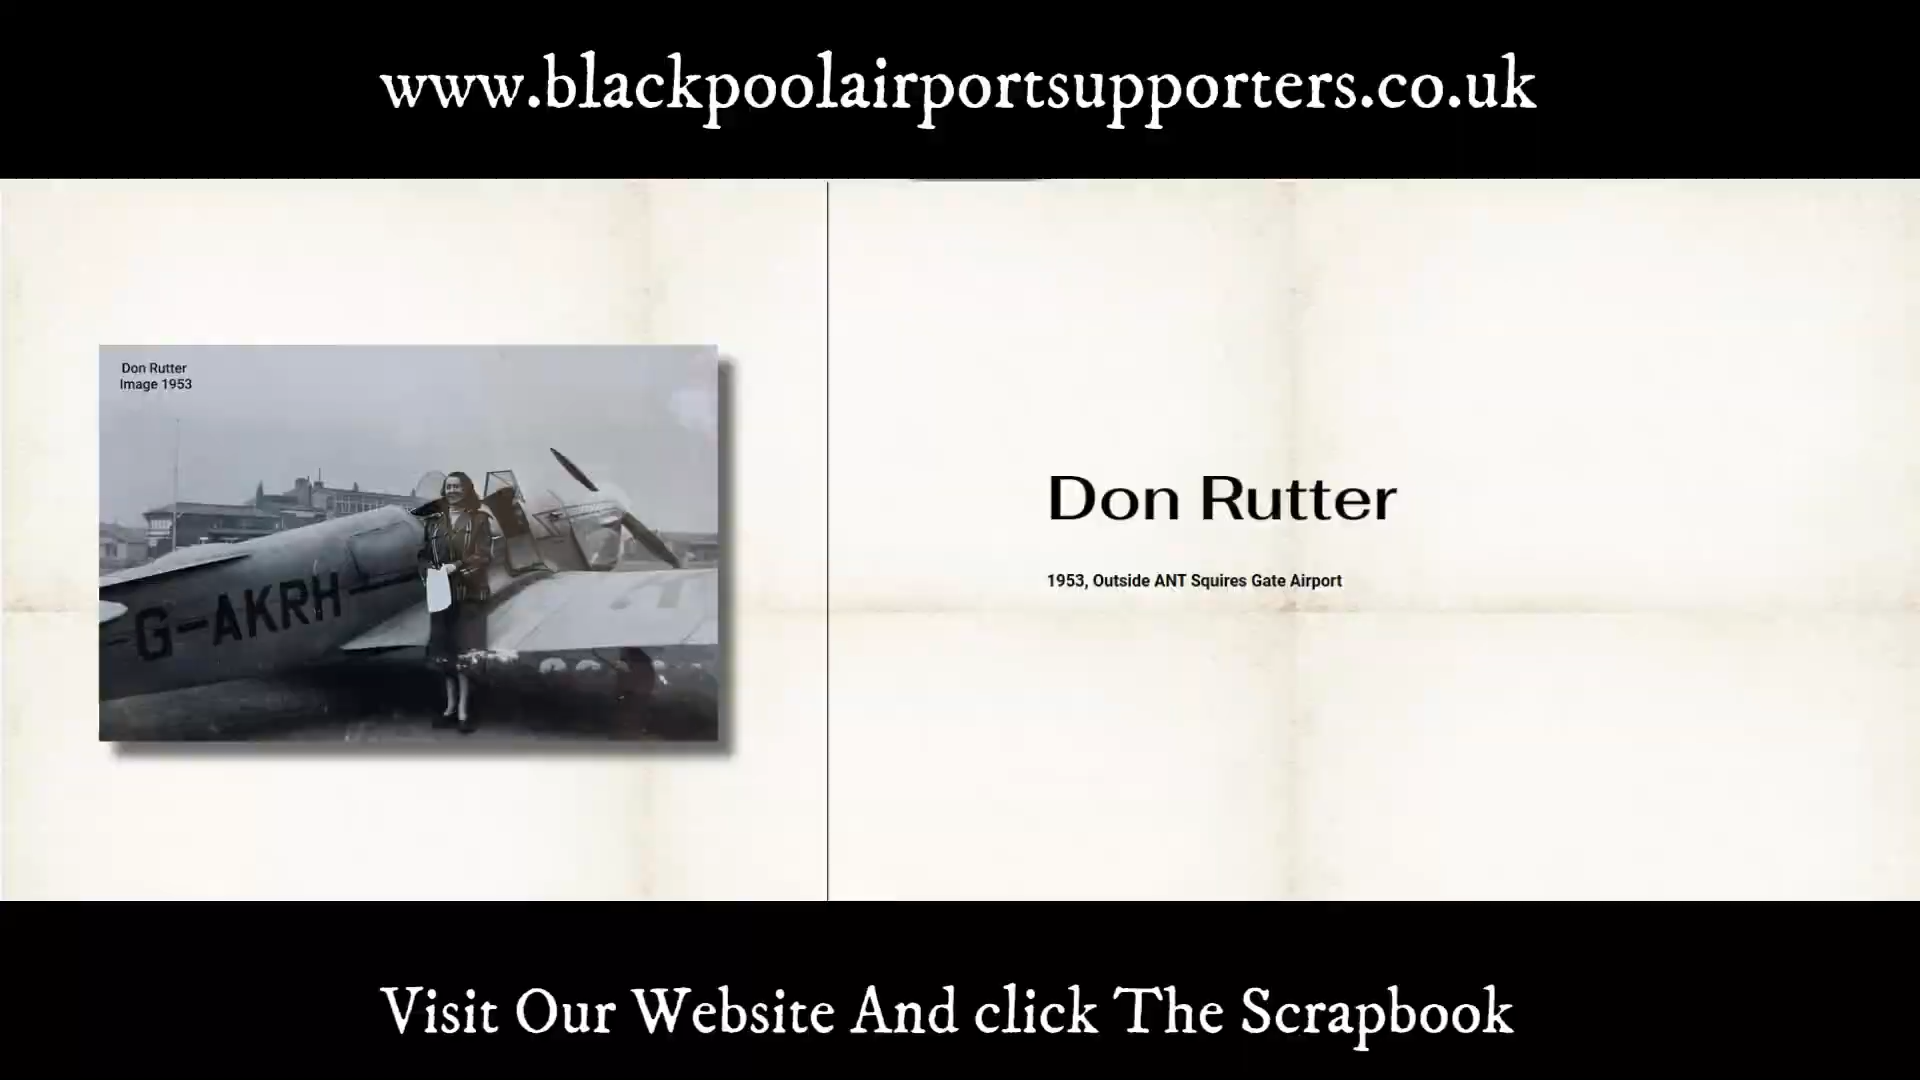 www.blackpoolairportsupporters.co.uk
Don Rutter
Image 1953
G-AKRH
Don Rutter
1953, Outside ANT Squires Gate Airport
Visit Our Website And click The Scrapbook